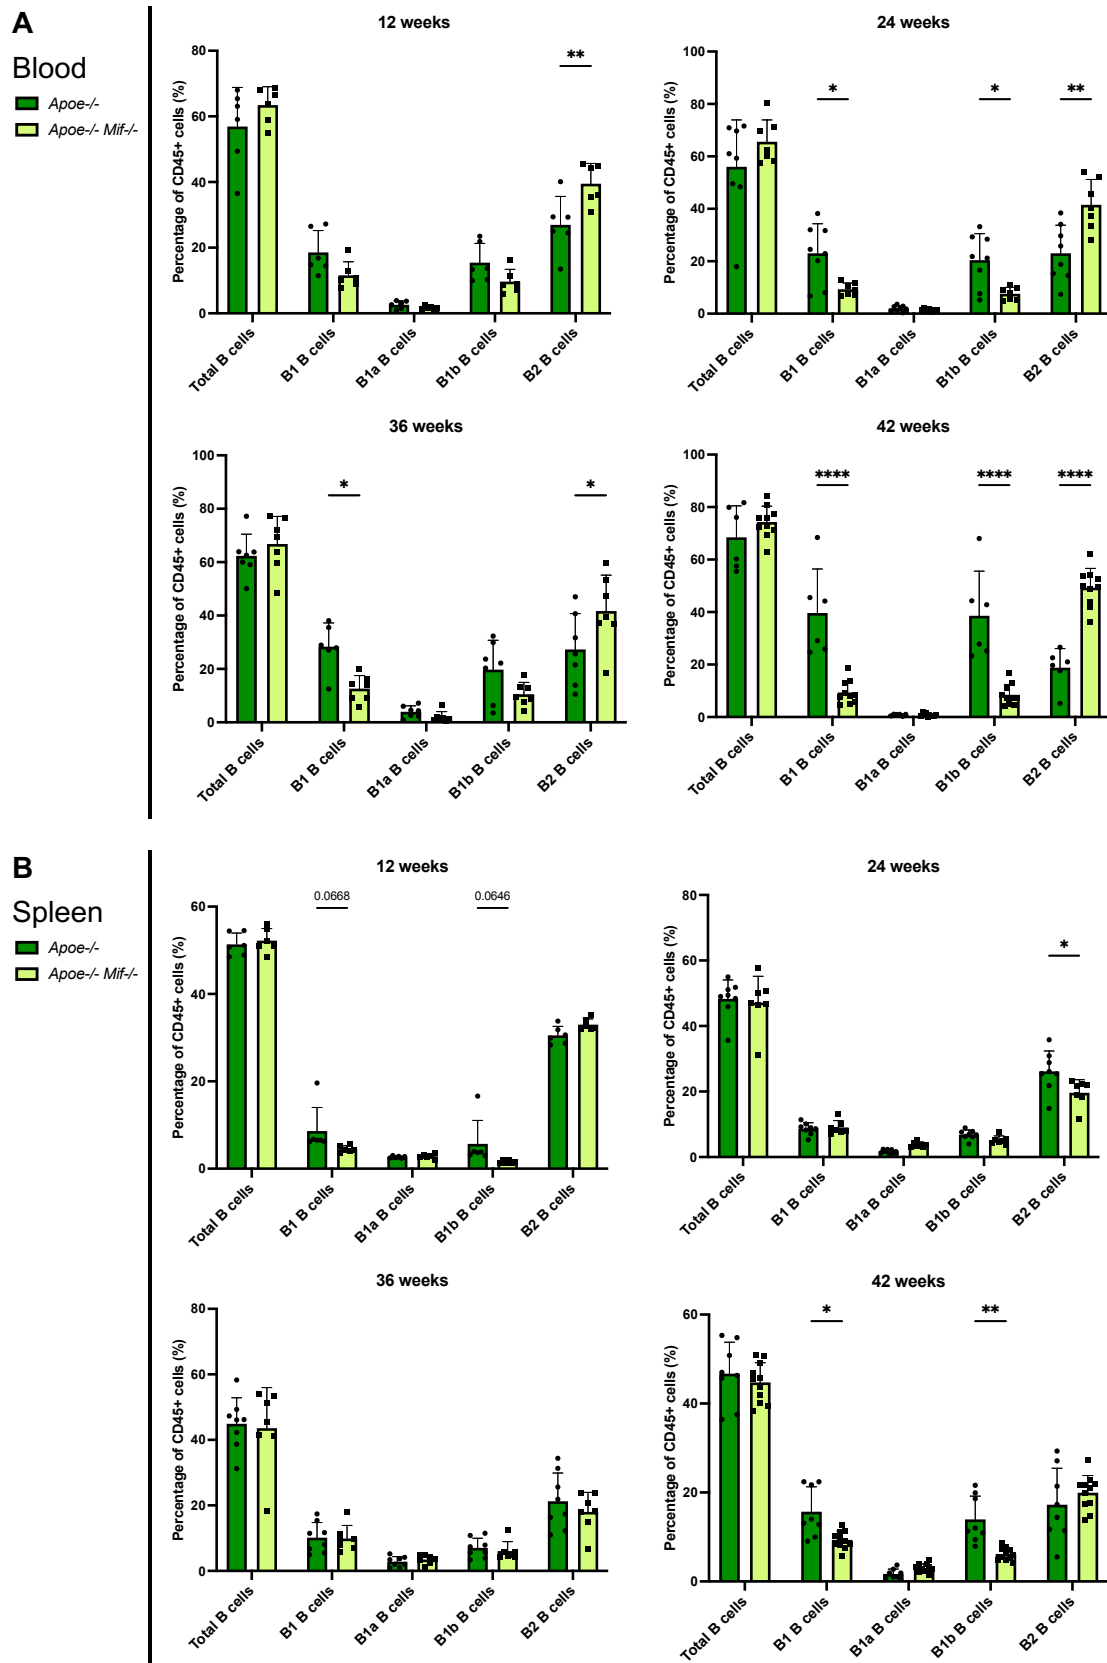 A
Blood
Apoe-/-
Apoe-/- Mif-/-
12 weeks
Percentage of CD45+ cells (%)
80
60
40
20
0
**
Total B cells
B1 B cells
B1a B cells
B1b B cells
B2 B cells
24 weeks
Percentage of CD45+ cells (%)
100
80
60
40
20
0
*
*
**
Total B cells
B1 B cells
B1a B cells
B1b B cells
B2 B cells
36 weeks
Percentage of CD45+ cells (%)
100
80
60
40
20
0
*
*
Total B cells
B1 B cells
B1a B cells
B1b B cells
B2 B cells
42 weeks
Percentage of CD45+ cells (%)
100
80
60
40
20
0
****
****
****
Total B cells
B1 B cells
B1a B cells
B1b B cells
B2 B cells
B
Spleen
Apoe-/-
Apoe-/- Mif-/-
12 weeks
Percentage of CD45+ cells (%)
60
40
20
0
0.0668
0.0646
Total B cells
B1 B cells
B1a B cells
B1b B cells
B2 B cells
24 weeks
Percentage of CD45+ cells (%)
80
60
40
20
0
*
Total B cells
B1 B cells
B1a B cells
B1b B cells
B2 B cells
36 weeks
Percentage of CD45+ cells (%)
80
60
40
20
0
Total B cells
B1 B cells
B1a B cells
B1b B cells
B2 B cells
42 weeks
Percentage of CD45+ cells (%)
60
40
20
0
*
**
Total B cells
B1 B cells
B1a B cells
B1b B cells
B2 B cells